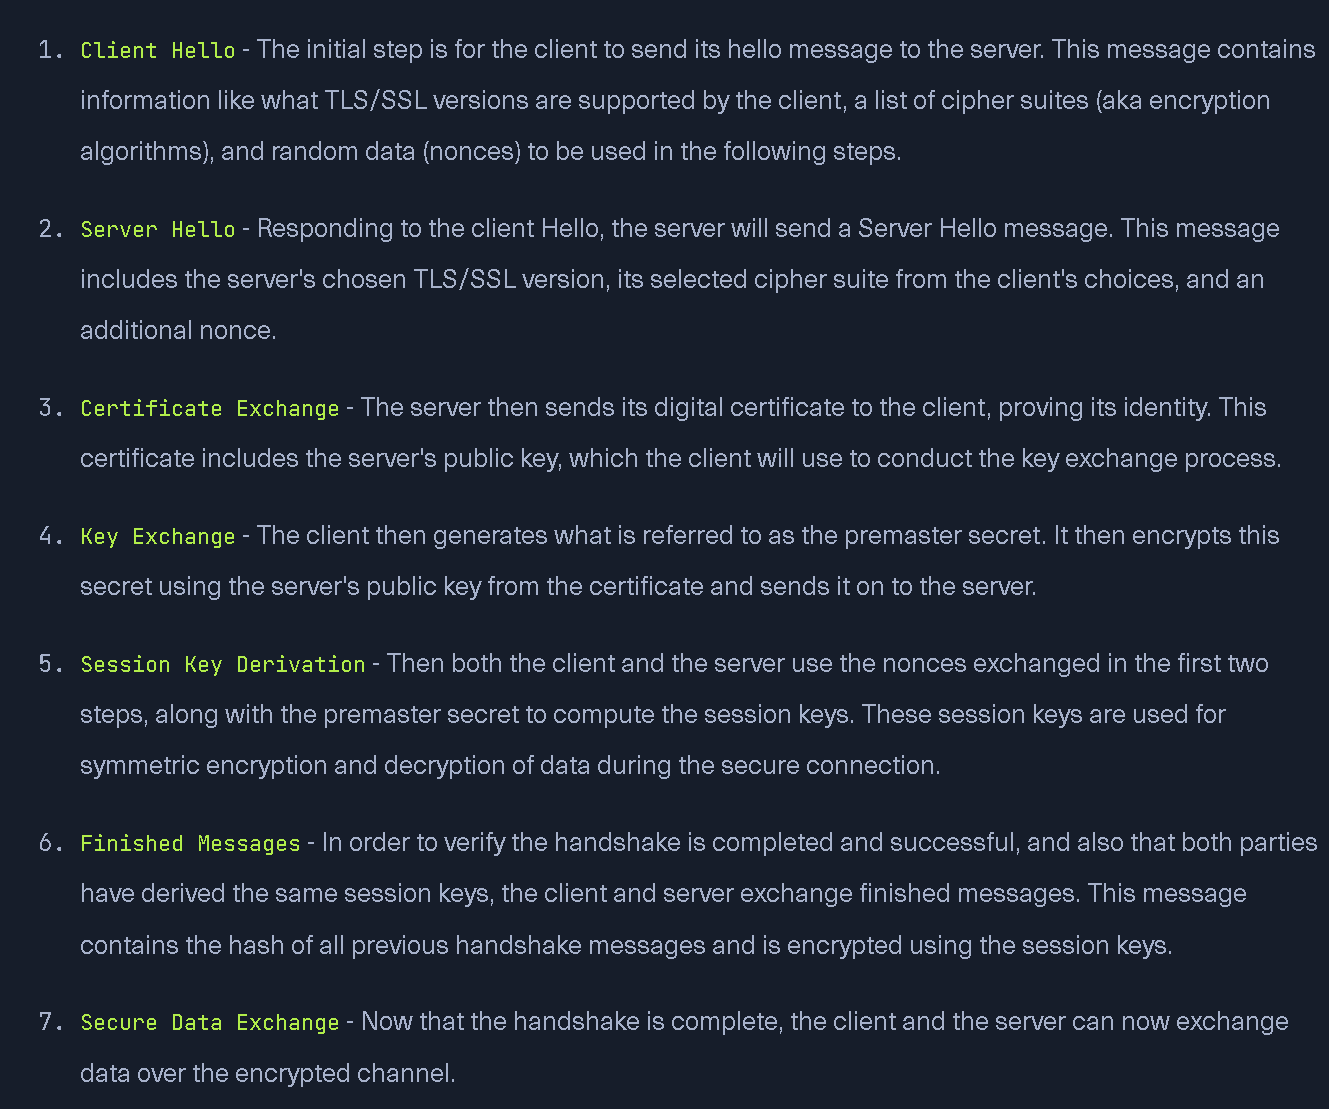 1. Client Hello - The initial step is for the client to send its hello message to the server. This message contains
information like what TLS/SSL versions are supported by the client, a list of cipher suites (aka encryption
algorithms), and random data (nonces) to be used in the following steps.
2. Server Hello - Responding to the client Hello, the server will send a Server Hello message. This message
includes the server's chosen TLS/SSL version, its selected cipher suite from the client's choices, and an
additional nonce.
3. Certificate Exchange - The server then sends its digital certificate to the client, proving its identity. This
certificate includes the server's public key, which the client will use to conduct the key exchange process.
4. Key Exchange - The client then generates what is referred to as the premaster secret. It then encrypts this
secret using the server's public key from the certificate and sends it on to the server.
5. Session Key Derivation - Then both the client and the server use the nonces exchanged in the first two
steps, along with the premaster secret to compute the session keys. These session keys are used for
symmetric encryption and decryption of data during the secure connection.
6. Finished Messages - In order to verify the handshake is completed and successful, and also that both parties
have derived the same session keys, the client and server exchange finished messages. This message
contains the hash of all previous handshake messages and is encrypted using the session keys.
7. Secure Data Exchange - Now that the handshake is complete, the client and the server can now exchange
data over the encrypted channel.